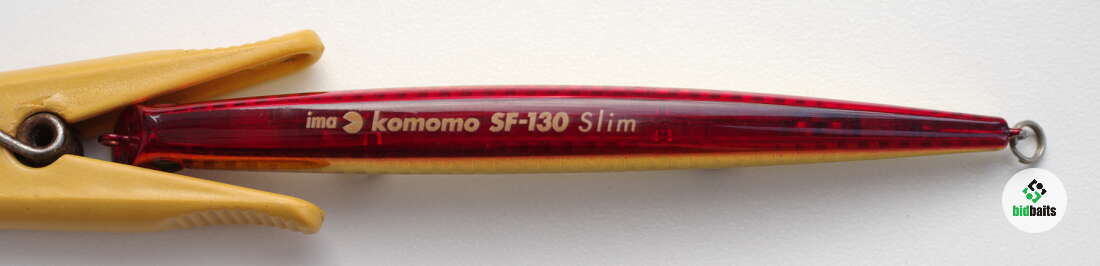 ima komomo SF-130 Slim
bidbaits